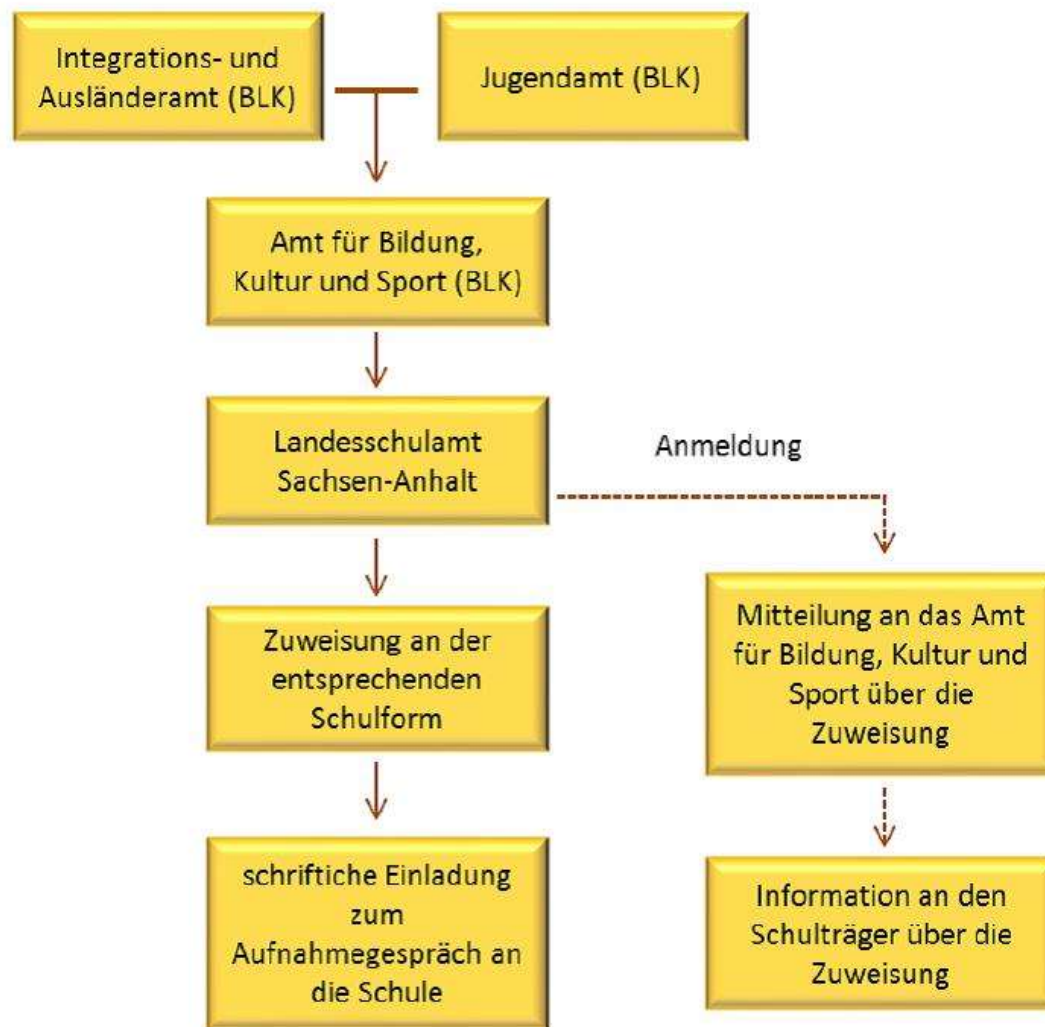 Integrations- und
Ausländeramt (BLK)
Jugendamt (BLK)
Amt für Bildung,
Kultur und Sport (BLK)
Landesschulamt
Sachsen-Anhalt
Anmeldung
Zuweisung an der
entsprechenden
Schulform
Mitteilung an das Amt
für Bildung, Kultur und
Sport über die
Zuweisung
schriftiche Einladung
zum
Aufnahmegespräch an
die Schule
Information an den
Schulträger über die
Zuweisung